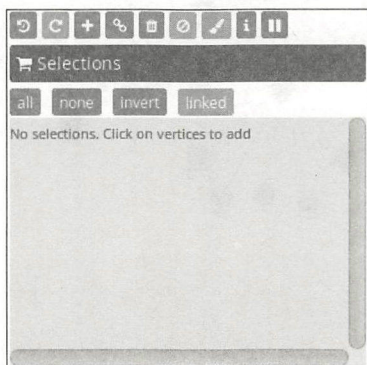 Selections
all none invert linked
No selections. Click on vertices to add